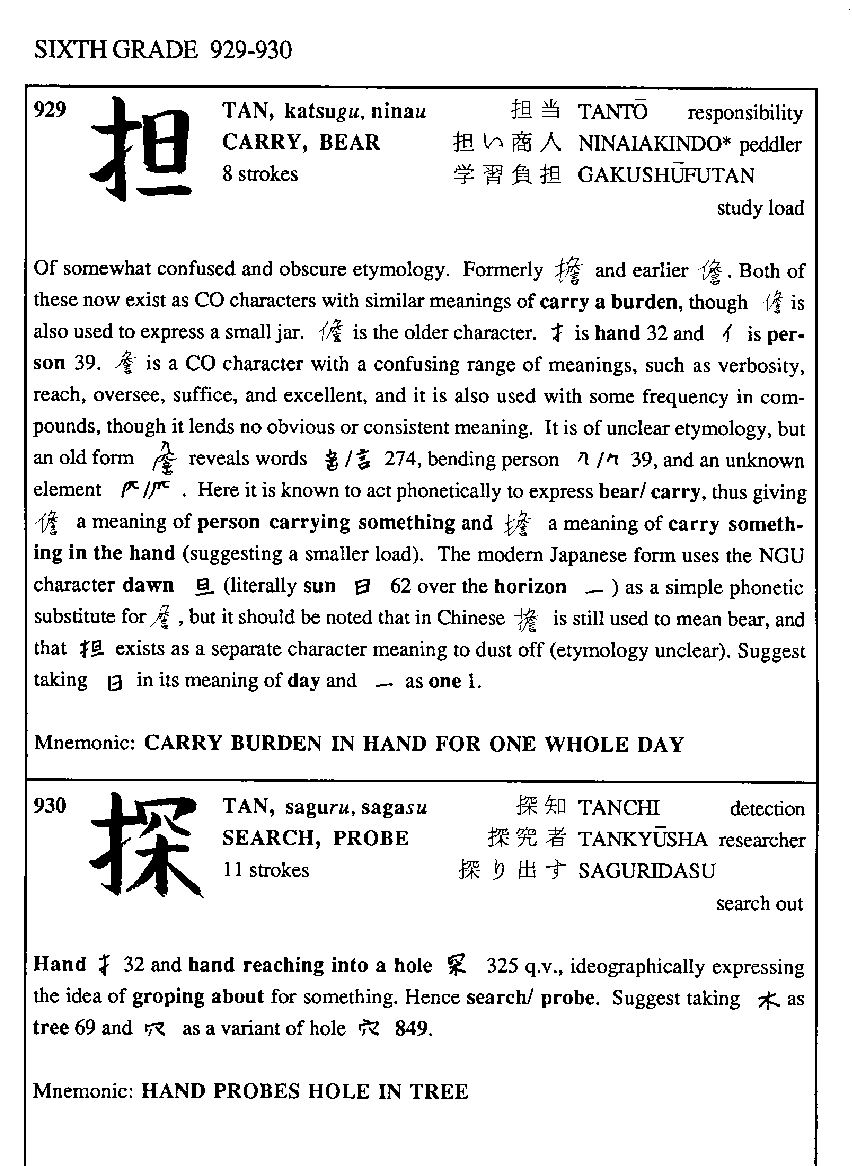 SIXTH GRADE 929-930
929 担 TAN, katsugu, ninau 担当 TANTŌ responsibility
CARRY, BEAR 担い商人 NINAIAKINDO* peddler
8 strokes 学習負担 GAKUSHŪFUTAN
study load
Of somewhat confused and obscure etymology. Formerly 擔 and earlier 儋. Both of
these now exist as CO characters with similar meanings of carry a burden, though 儋 is
also used to express a small jar. 儋 is the older character. 扌 is hand 32 and 亻 is per-
son 39. 詹 is a CO character with a confusing range of meanings, such as verbosity,
reach, oversee, suffice, and excellent, and it is also used with some frequency in com-
pounds, though it lends no obvious or consistent meaning. It is of unclear etymology, but
an old form reveals words / 言 274, bending person / 39, and an unknown
element / . Here it is known to act phonetically to express bear/ carry, thus giving
儋 a meaning of person carrying something and 擔 a meaning of carry someth-
ing in the hand (suggesting a smaller load). The modern Japanese form uses the NGU
character dawn 旦 (literally sun 日 62 over the horizon 一 ) as a simple phonetic
substitute for 詹, but it should be noted that in Chinese 擔 is still used to mean bear, and
that 担 exists as a separate character meaning to dust off (etymology unclear). Suggest
taking 日 in its meaning of day and 一 as one 1.
Mnemonic: CARRY BURDEN IN HAND FOR ONE WHOLE DAY
930 探 TAN, saguru, sagasu 探知 TANCHI detection
SEARCH, PROBE 探究者 TANKYŪSHA researcher
11 strokes 探り出す SAGURIDASU
search out
Hand 扌 32 and hand reaching into a hole 325 q.v., ideographically expressing
the idea of groping about for something. Hence search/ probe. Suggest taking 木 as
tree 69 and as a variant of hole 穴 849.
Mnemonic: HAND PROBES HOLE IN TREE